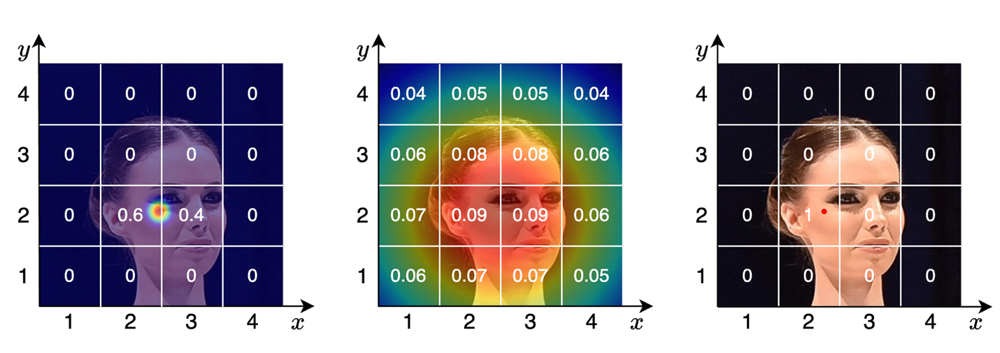 y y y
4 0 0 0 0 4 0.04 0.05 0.05 0.04 4 0 0 0 0
3 0 0 0 0 3 0.06 0.08 0.08 0.06 3 0 0 0 0
2 0 0.6 0.4 0 2 0.07 0.09 0.09 0.06 2 0 1 0 0
1 0 0 0 0 1 0.06 0.07 0.07 0.05 1 0 0 0 0
1 2 3 4 x 1 2 3 4 x 1 2 3 4 x